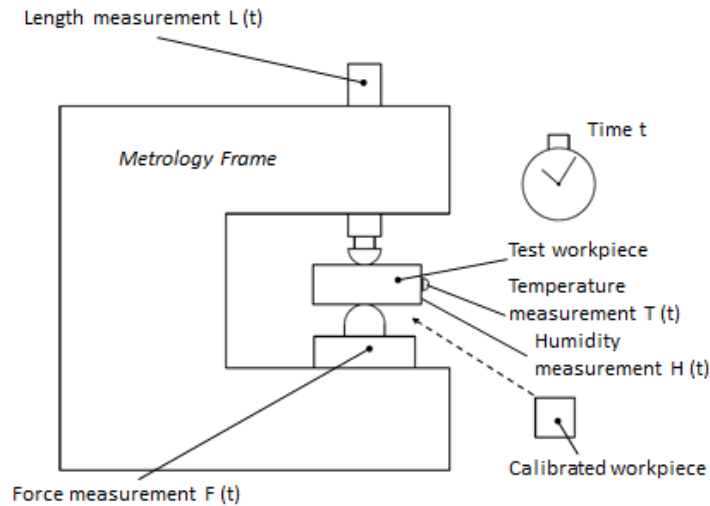 Length measurement L (t)
Metrology Frame
Time t
Test workpiece
Temperature
measurement T (t)
Humidity
measurement H (t)
Calibrated workpiece
Force measurement F (t)